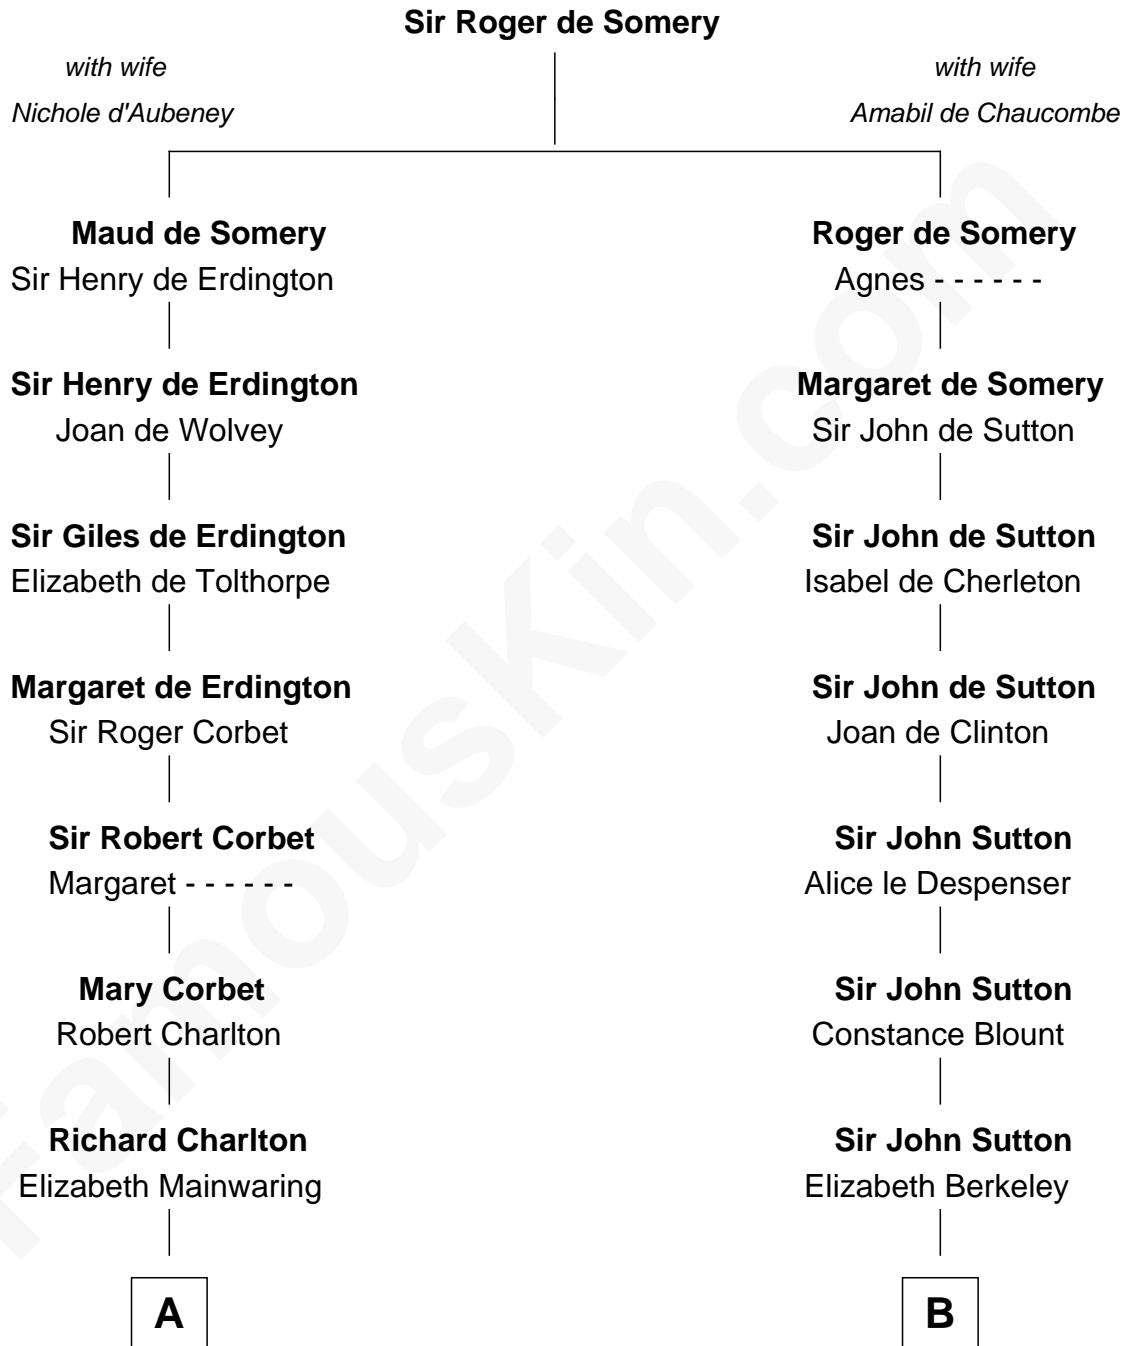 Sir Roger de Somery
with wife
Nichole d'Aubeney
with wife
Amabil de Chaucombe
Maud de Somery
Sir Henry de Erdington
Roger de Somery
Agnes - - - - - -
Sir Henry de Erdington
Joan de Wolvey
Margaret de Somery
Sir John de Sutton
Sir Giles de Erdington
Elizabeth de Tolthorpe
Sir John de Sutton
Isabel de Cherleton
Margaret de Erdington
Sir Roger Corbet
Sir John de Sutton
Joan de Clinton
Sir Robert Corbet
Margaret - - - - - -
Sir John Sutton
Alice le Despenser
Mary Corbet
Robert Charlton
Sir John Sutton
Constance Blount
Richard Charlton
Elizabeth Mainwaring
Sir John Sutton
Elizabeth Berkeley
A
B
FamousKin.com